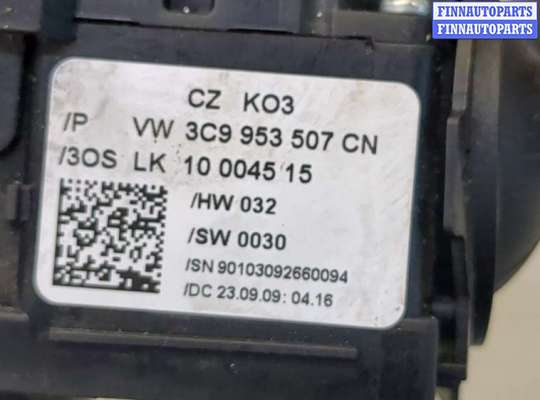 FINNAUTOPARTS
FINNAUTOPARTS
CZ KO3
/P VW 3C9 953 507 CN
/3OS LK 10 0045 15
/HW 032
/SW 0030
/SN 90103092660094
/DC 23.09.09: 04.16